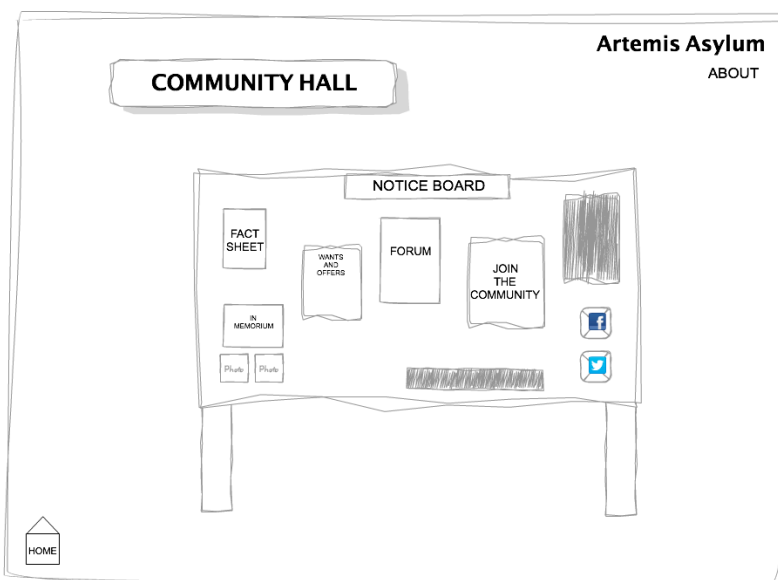 Artemis Asylum
COMMUNITY HALL
ABOUT
NOTICE BOARD
FACT
SHEET
WANTS
AND
OFFERS
FORUM
JOIN
THE
COMMUNITY
IN
MEMORIUM
Photo
Photo
HOME